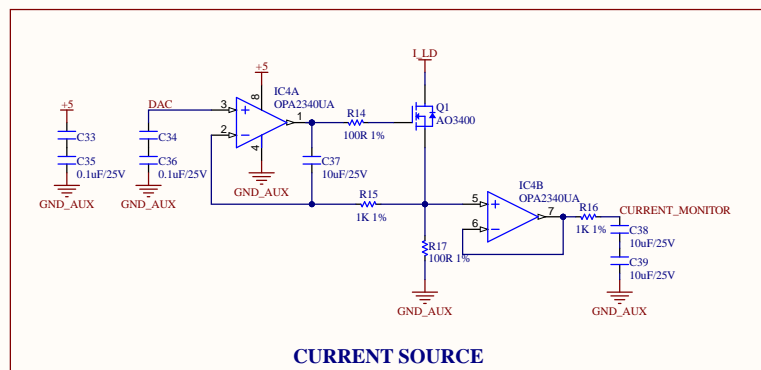 I_LD
+5
+5
DAC
IC4A
OPA2340UA
8
3
2
1
4
R14
100R 1%
Q1
AO3400
C33
C35
0.1uF/25V
GND_AUX
C34
C36
0.1uF/25V
GND_AUX
GND_AUX
C37
10uF/25V
R15
1K 1%
IC4B
OPA2340UA
5
6
7
R16
1K 1%
CURRENT_MONITOR
C38
10uF/25V
C39
10uF/25V
R17
100R 1%
GND_AUX
GND_AUX
CURRENT SOURCE